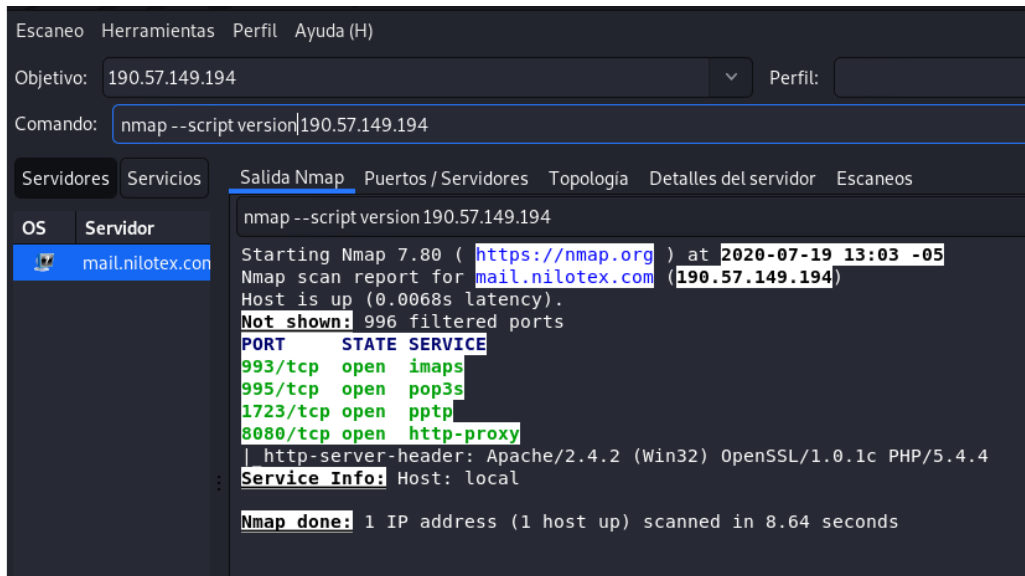 Escaneo Herramientas Perfil Ayuda (H)
Objetivo: 190.57.149.194 Perfil:
Comando: nmap --script version 190.57.149.194
Servidores Servicios Salida Nmap Puertos / Servidores Topología Detalles del servidor Escaneos
OS Servidor
mail.nilotex.con
nmap --script version 190.57.149.194
Starting Nmap 7.80 ( https://nmap.org ) at 2020-07-19 13:03 -05
Nmap scan report for mail.nilotex.com (190.57.149.194)
Host is up (0.0068s latency).
Not shown: 996 filtered ports
PORT STATE SERVICE
993/tcp open imaps
995/tcp open pop3s
1723/tcp open pptp
8080/tcp open http-proxy
|_http-server-header: Apache/2.4.2 (Win32) OpenSSL/1.0.1c PHP/5.4.4
Service Info: Host: local
Nmap done: 1 IP address (1 host up) scanned in 8.64 seconds